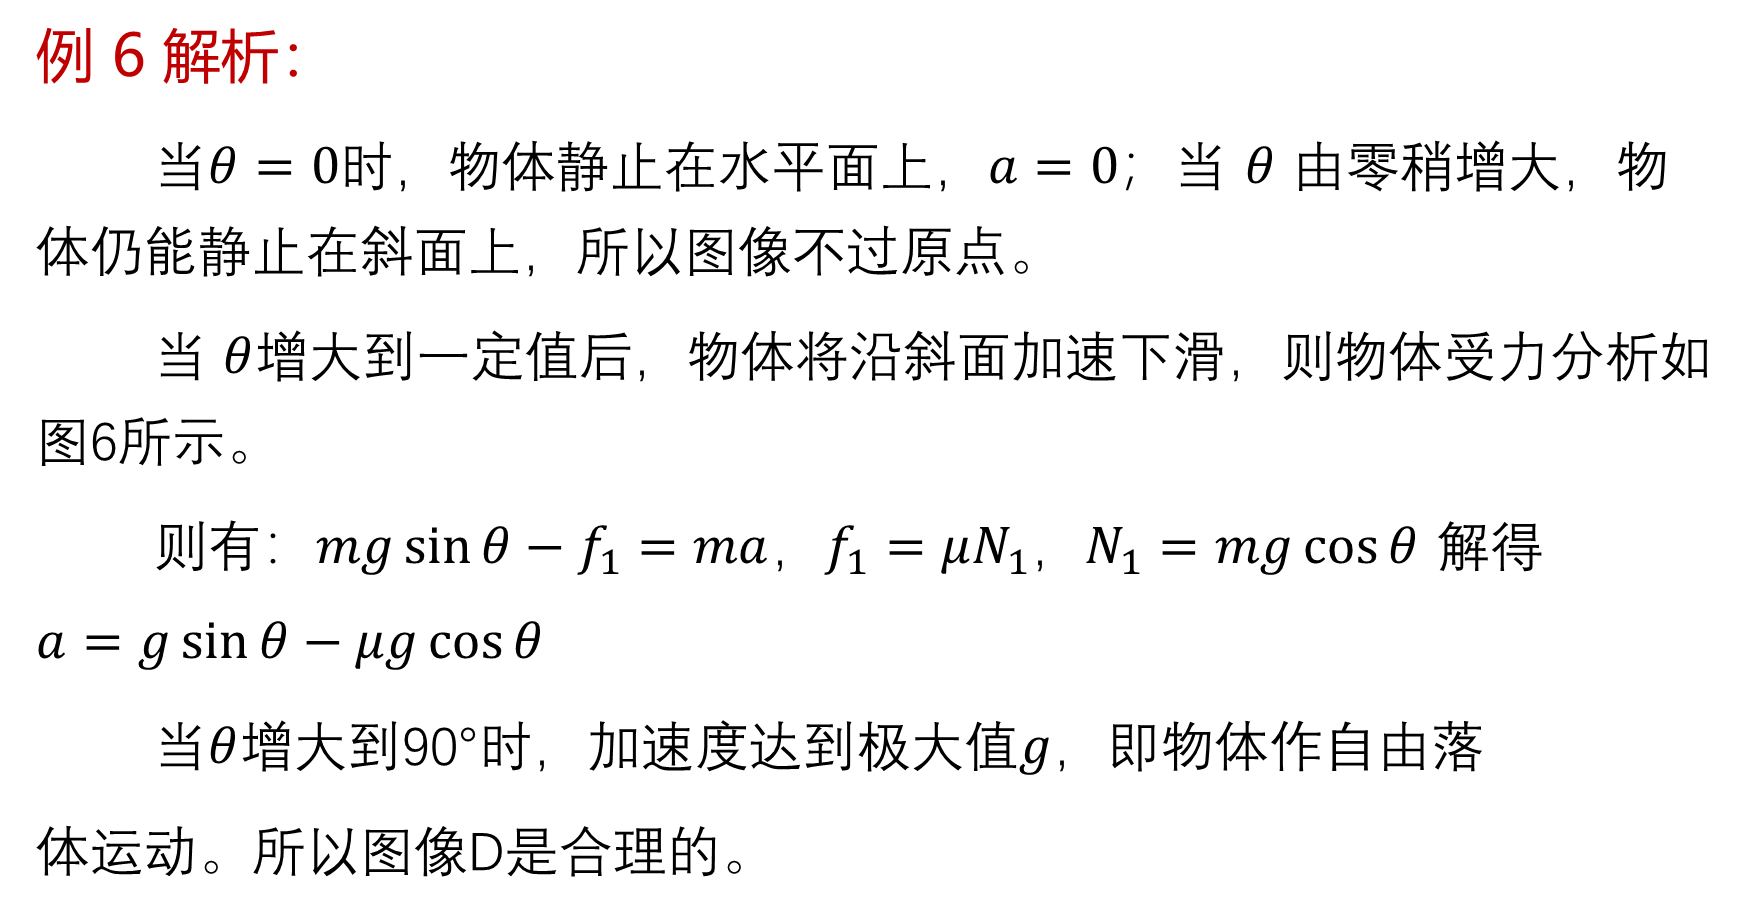 例 6 解析：
当θ = 0时，物体静止在水平面上，a = 0；当 θ 由零稍增大，物
体仍能静止在斜面上，所以图像不过原点。
当 θ增大到一定值后，物体将沿斜面加速下滑，则物体受力分析如
图6所示。
则有：mg sin θ − f₁ = ma，f₁ = μN₁，N₁ = mg cos θ 解得
a = g sin θ − μg cos θ
当θ增大到90°时，加速度达到极大值g，即物体作自由落
体运动。所以图像D是合理的。